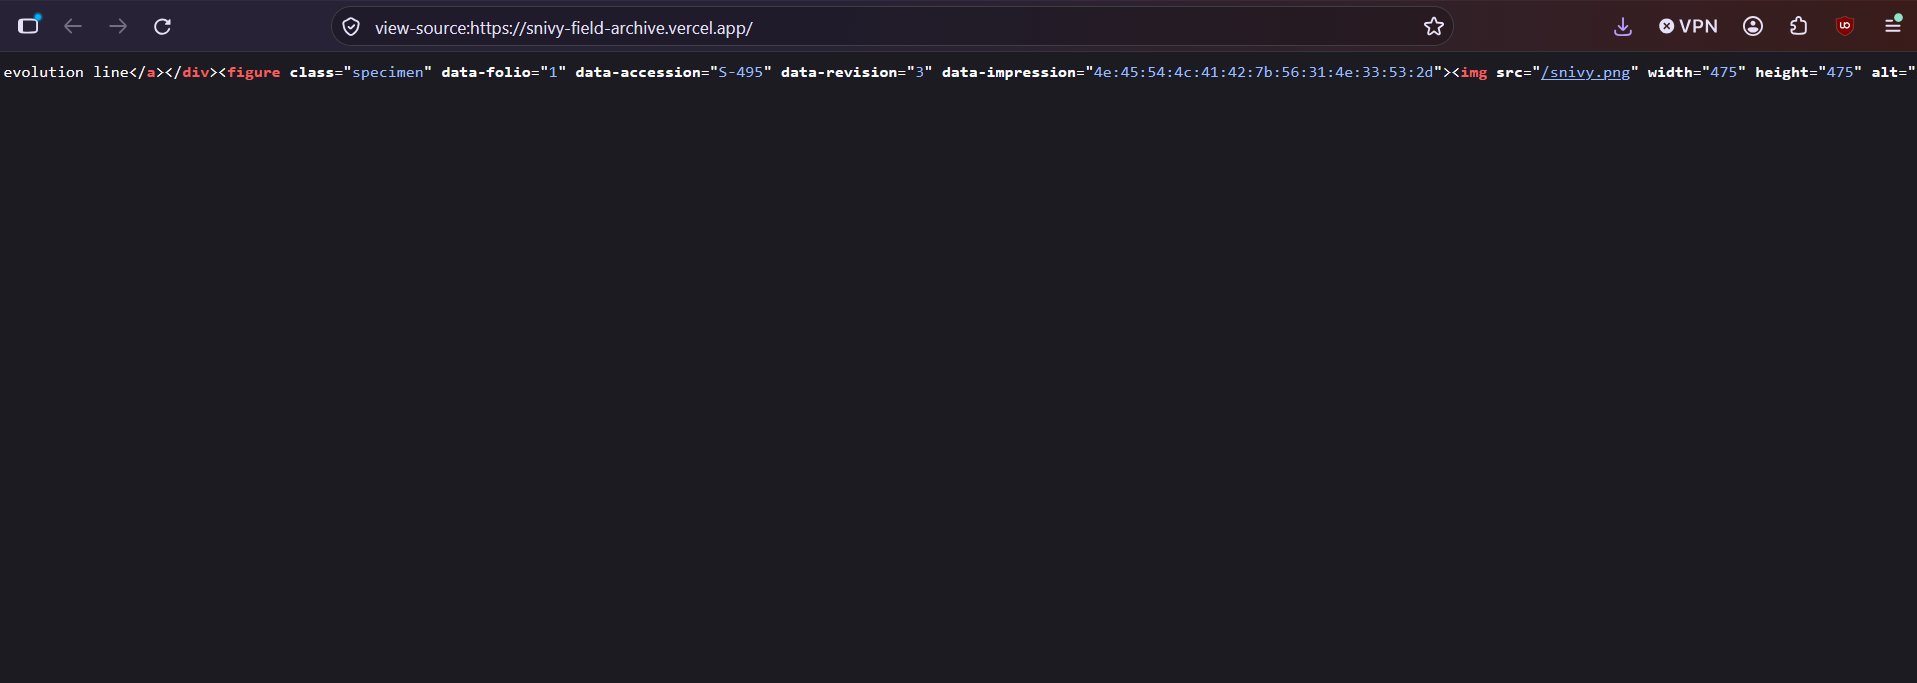 VPN
view-source:https://snivy-field-archive.vercel.app/
evolution line</a></div><figure class="specimen" data-folio="1" data-accession="S-495" data-revision="3" data-impression="4e:45:54:4c:41:42:7b:56:31:4e:33:53:2d"><img src="/snivy.png" width="475" height="475" alt="